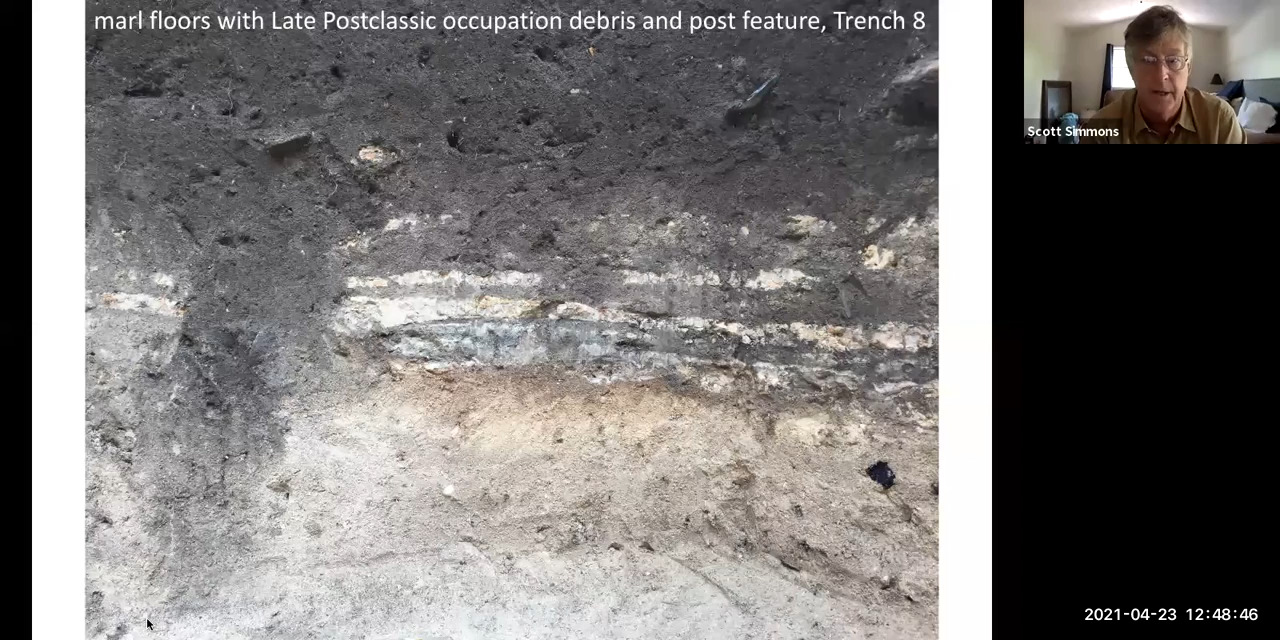 marl floors with Late Postclassic occupation debris and post feature, Trench 8
Scott Simmons
2021-04-23 12:48:46